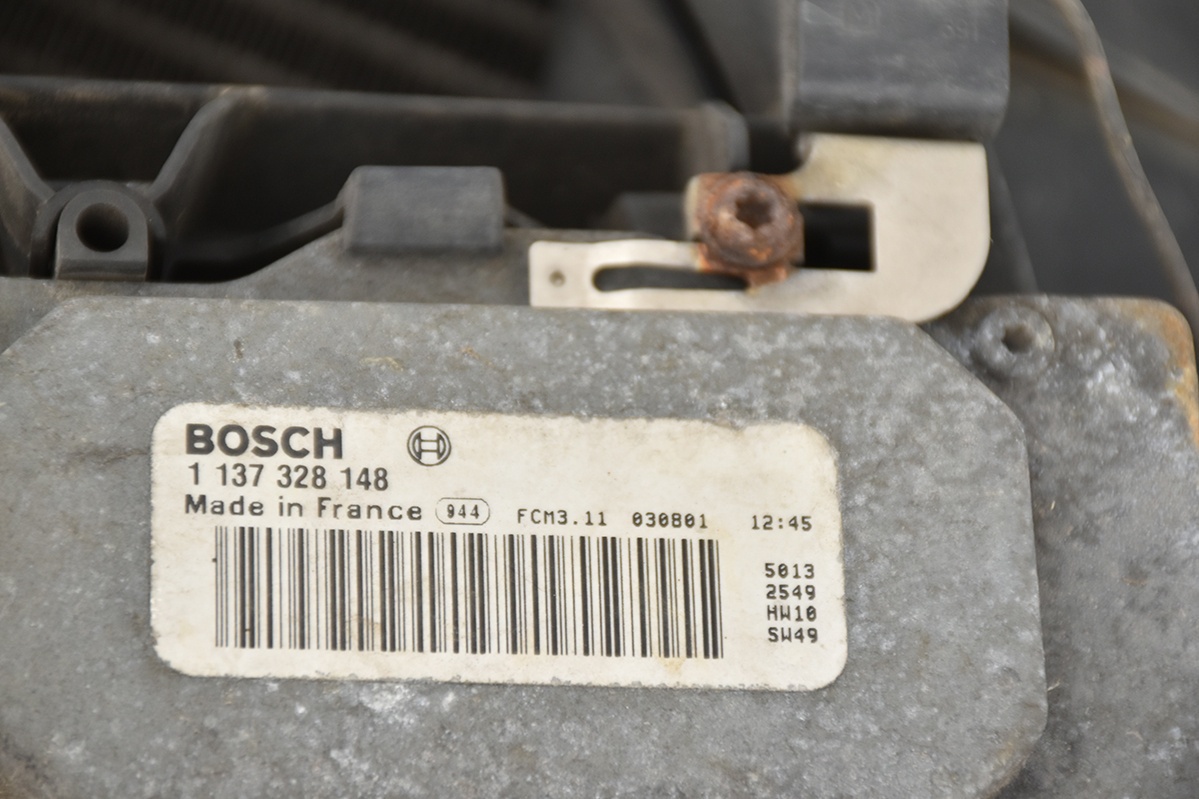 BOSCH
1 137 328 148
Made in France 944 FCM3.11 030801 12:45
5013
2549
HW10
SW49